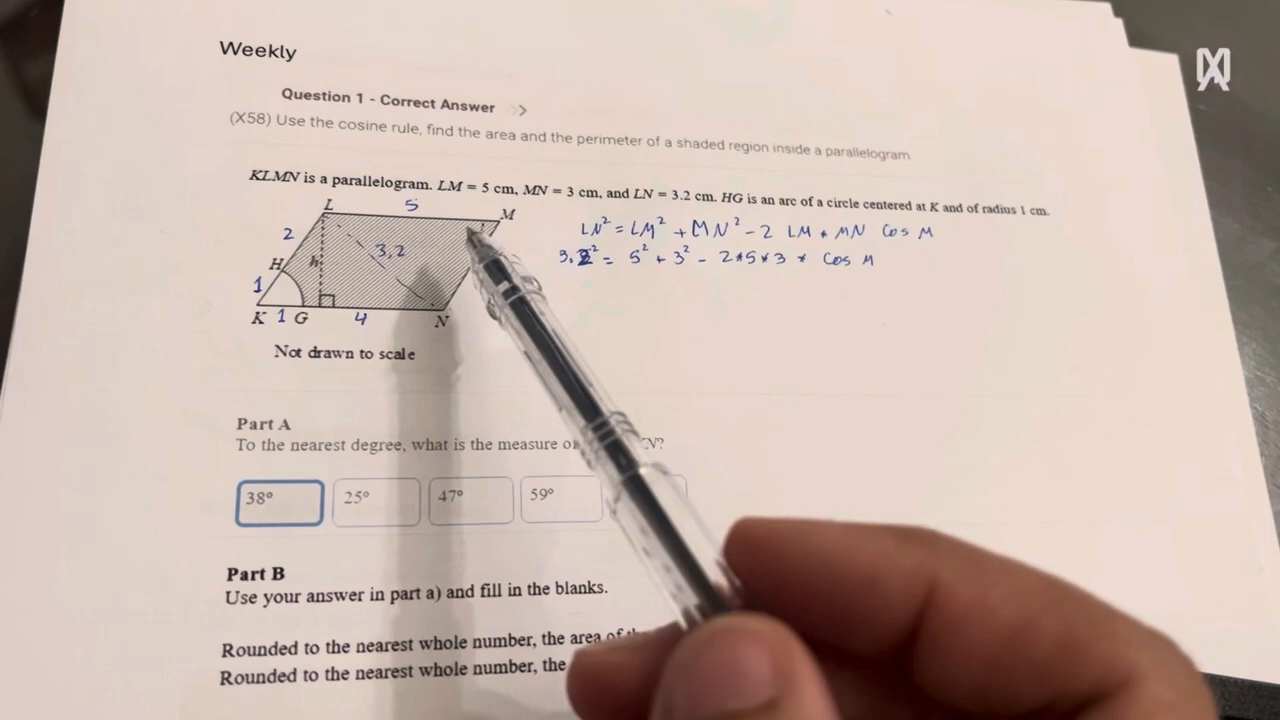 Weekly
Question 1 - Correct Answer
(X58) Use the cosine rule, find the area and the perimeter of a shaded region inside a parallelogram
KLMN is a parallelogram. LM = 5 cm, MN = 3 cm, and LN = 3.2 cm. HG is an arc of a circle centered at K and of radius 1 cm.
L 5 M
2 3,2
H h
1
K 1 G 4 N
LN² = LM² + MN² - 2 LM * MN Cos M
3.2² = 5² + 3² - 2*5*3 * Cos M
Not drawn to scale
Part A
To the nearest degree, what is the measure N?
38° 25° 47° 59°
Part B
Use your answer in part a) and fill in the blanks.
Rounded to the nearest whole number, the area of
Rounded to the nearest whole number, the